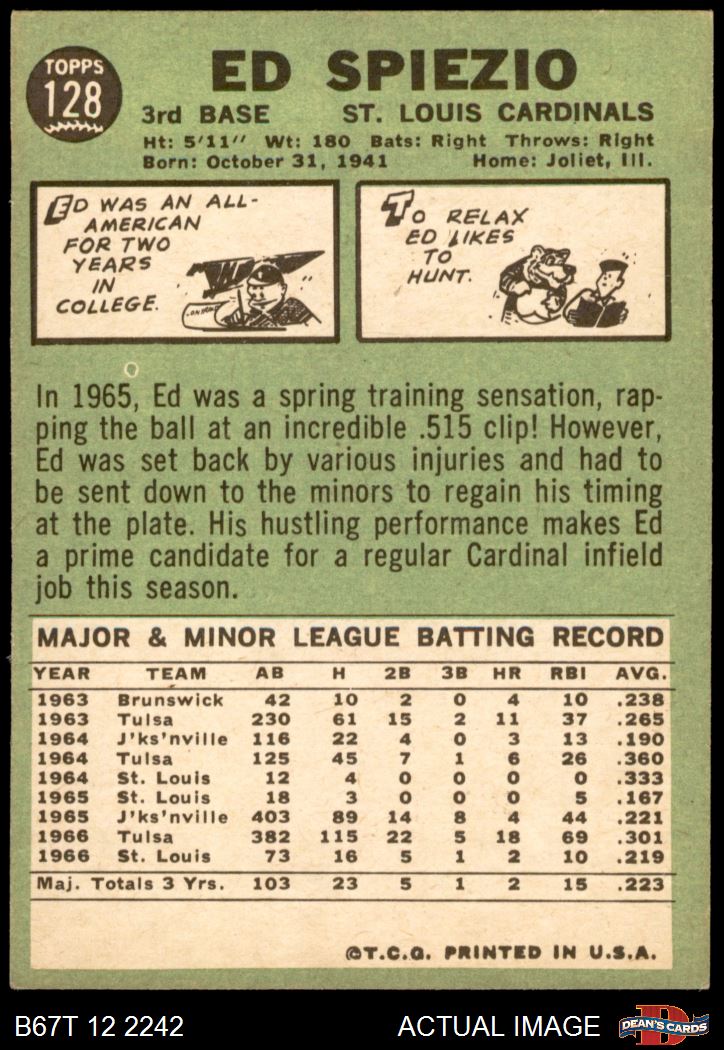 TOPPS
128
ED SPIEZIO
3rd BASE ST. LOUIS CARDINALS
Ht: 5'11" Wt: 180 Bats: Right Throws: Right
Born: October 31, 1941 Home: Joliet, Ill.
ED WAS AN ALL-
AMERICAN
FOR TWO
YEARS
IN
COLLEGE.
TO RELAX
ED LIKES
TO
HUNT.
In 1965, Ed was a spring training sensation, rap-
ping the ball at an incredible .515 clip! However,
Ed was set back by various injuries and had to
be sent down to the minors to regain his timing
at the plate. His hustling performance makes Ed
a prime candidate for a regular Cardinal infield
job this season.
MAJOR & MINOR LEAGUE BATTING RECORD
YEAR TEAM AB H 2B 3B HR RBI AVG.
1963 Brunswick 42 10 2 0 4 10 .238
1963 Tulsa 230 61 15 2 11 37 .265
1964 J'ks'nville 116 22 4 0 3 13 .190
1964 Tulsa 125 45 7 1 6 26 .360
1964 St. Louis 12 4 0 0 0 0 .333
1965 St. Louis 18 3 0 0 0 5 .167
1965 J'ks'nville 403 89 14 8 4 44 .221
1966 Tulsa 382 115 22 5 18 69 .301
1966 St. Louis 73 16 5 1 2 10 .219
Maj. Totals 3 Yrs. 103 23 5 1 2 15 .223
©T.C.G. PRINTED IN U.S.A.
B67T 12 2242 ACTUAL IMAGE
D
DEAN'S CARDS